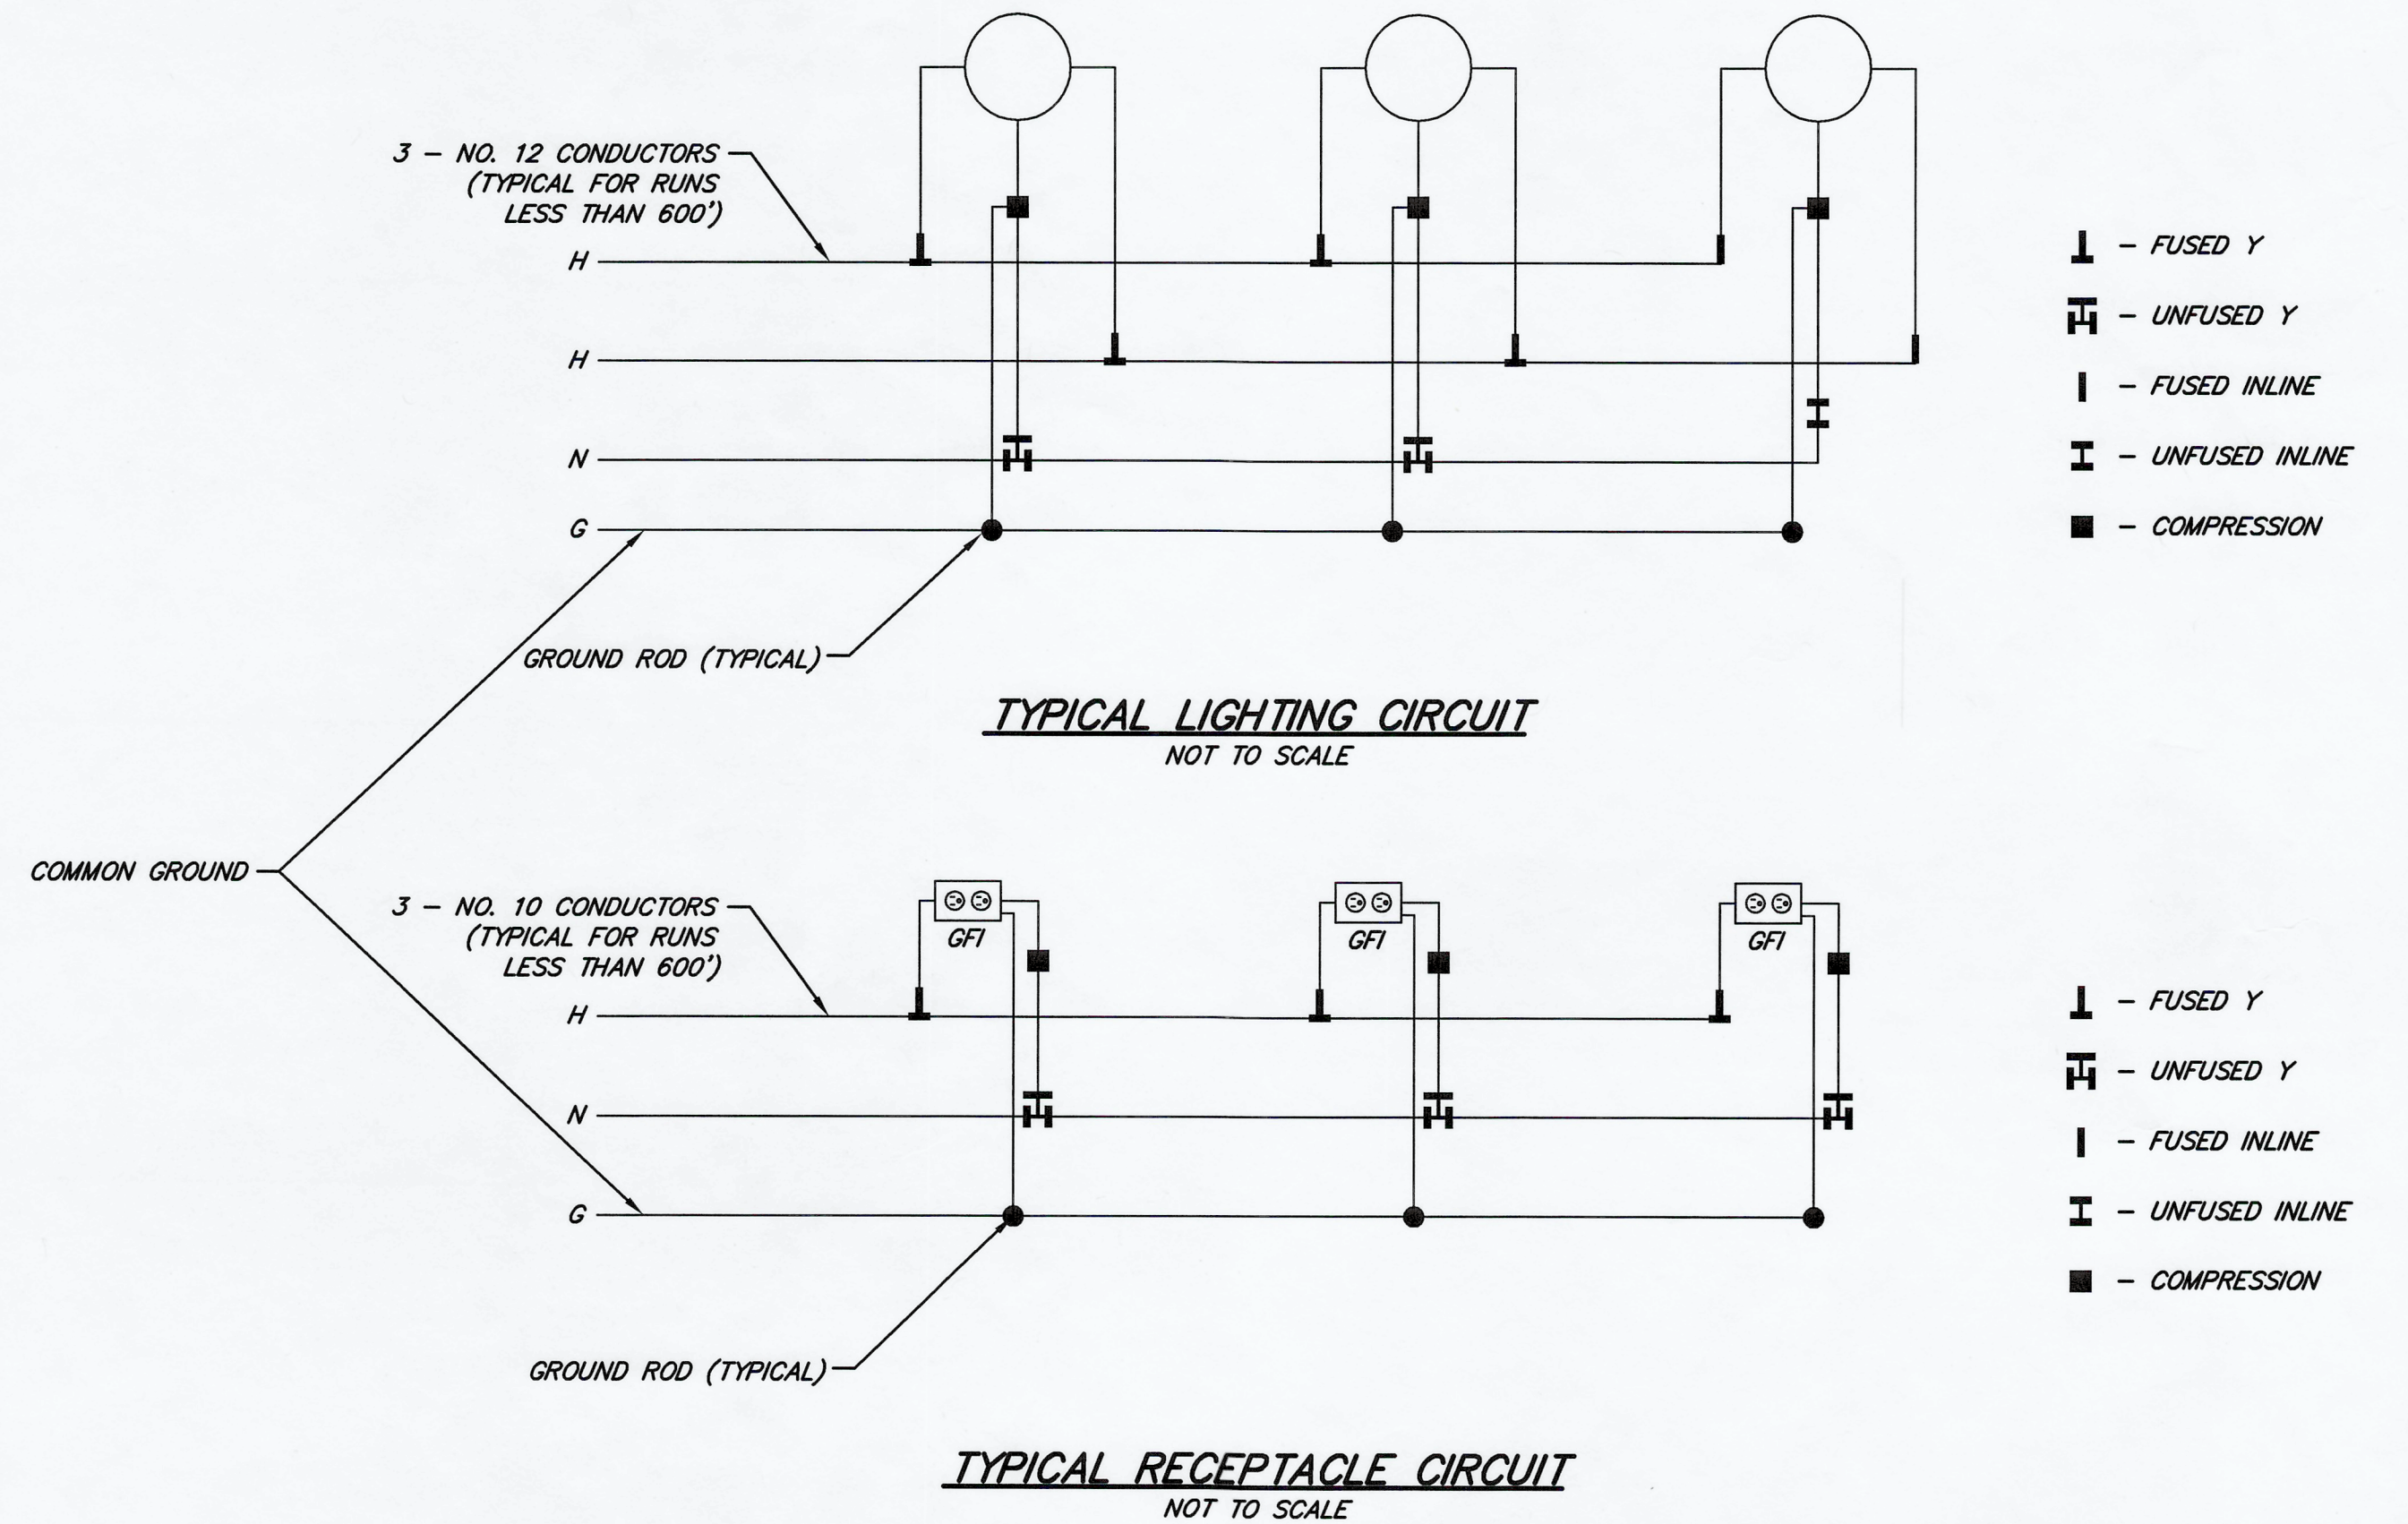 3 - NO. 12 CONDUCTORS
(TYPICAL FOR RUNS
LESS THAN 600')
H
H
N
G
GROUND ROD (TYPICAL)
- FUSED Y
- UNFUSED Y
- FUSED INLINE
- UNFUSED INLINE
- COMPRESSION
TYPICAL LIGHTING CIRCUIT
NOT TO SCALE
COMMON GROUND
3 - NO. 10 CONDUCTORS
(TYPICAL FOR RUNS
LESS THAN 600')
GFI
GFI
GFI
H
N
G
GROUND ROD (TYPICAL)
- FUSED Y
- UNFUSED Y
- FUSED INLINE
- UNFUSED INLINE
- COMPRESSION
TYPICAL RECEPTACLE CIRCUIT
NOT TO SCALE